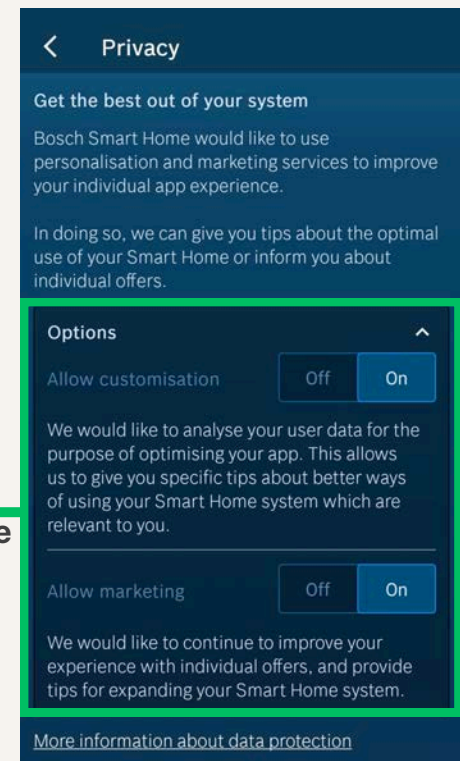 Privacy
Get the best out of your system
Bosch Smart Home would like to use
personalisation and marketing services to improve
your individual app experience.
In doing so, we can give you tips about the optimal
use of your Smart Home or inform you about
individual offers.
Options
Allow customisation Off On
We would like to analyse your user data for the
purpose of optimising your app. This allows
us to give you specific tips about better ways
of using your Smart Home system which are
relevant to you.
Allow marketing Off On
We would like to continue to improve your
experience with individual offers, and provide
tips for expanding your Smart Home system.
More information about data protection